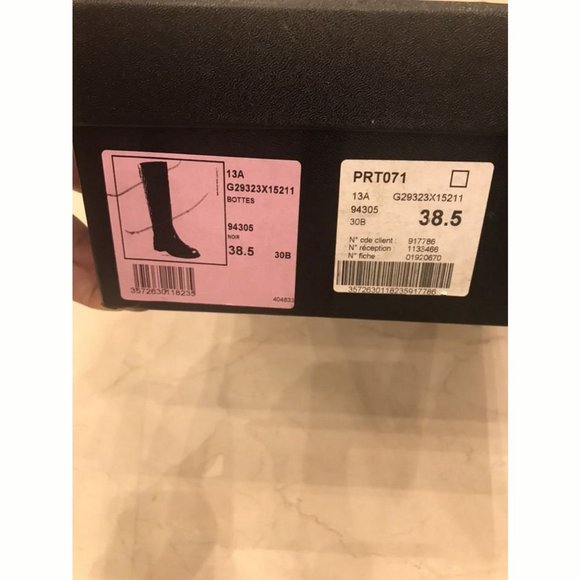 13A
G29323X15211
BOTTES
94305
NOIR
38.5 30B
3572630118235
404833
PRT071
13A G29323X15211
94305
30B 38.5
N° cde client : 917786
N° réception : 1133466
N° fiche : 01920670
3572630118235917786